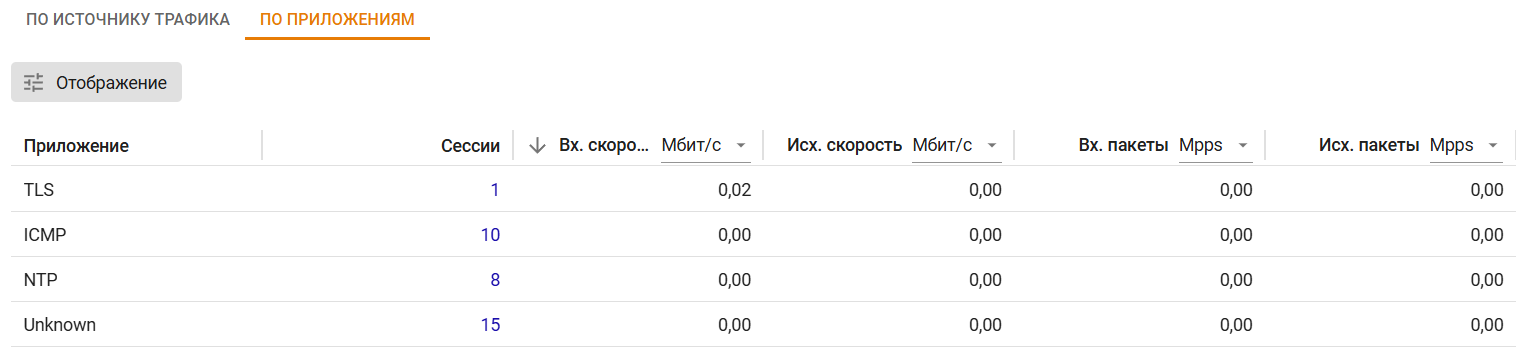 ПО ИСТОЧНИКУ ТРАФИКА ПО ПРИЛОЖЕНИЯМ
Отображение
Приложение Сессии Вх. скоро... Мбит/с Исх. скорость Мбит/с Вх. пакеты Mpps Исх. пакеты Mpps
TLS 1 0,02 0,00 0,00 0,00
ICMP 10 0,00 0,00 0,00 0,00
NTP 8 0,00 0,00 0,00 0,00
Unknown 15 0,00 0,00 0,00 0,00